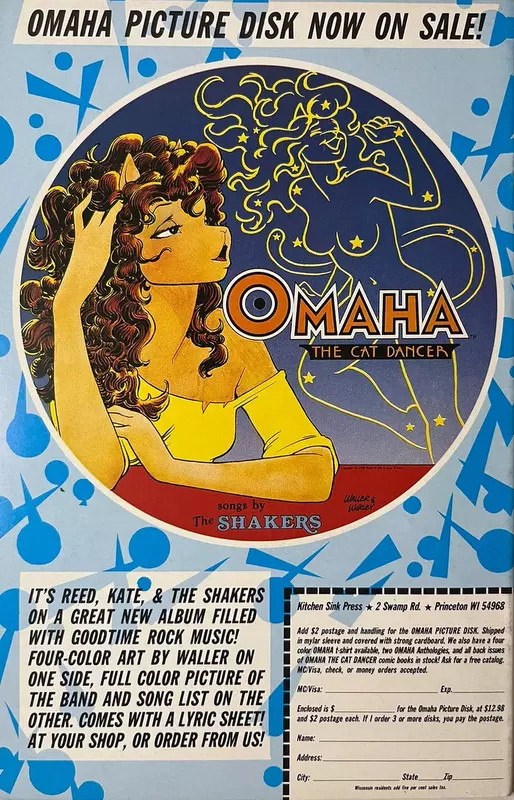 OMAHA PICTURE DISK NOW ON SALE!
OMAHA
THE CAT DANCER
WALLER &
WORLEY
songs by
The SHAKERS
IT'S REED, KATE, & THE SHAKERS
ON A GREAT NEW ALBUM FILLED
WITH GOODTIME ROCK MUSIC!
FOUR-COLOR ART BY WALLER ON
ONE SIDE, FULL COLOR PICTURE OF
THE BAND AND SONG LIST ON THE
OTHER. COMES WITH A LYRIC SHEET!
AT YOUR SHOP, OR ORDER FROM US!
Kitchen Sink Press ★ 2 Swamp Rd. ★ Princeton WI 54968
Add $2 postage and handling for the OMAHA PICTURE DISK. Shipped
in mylar sleeve and covered with strong cardboard. We also have a four
color OMAHA t-shirt available, two OMAHA Anthologies, and all back issues
of OMAHA THE CAT DANCER comic books in stock! Ask for a free catalog.
MC/Visa, check, or money orders accepted.
MC/Visa: Exp.
Enclosed is $ for the Omaha Picture Disk, at $12.98
and $2 postage each. If I order 3 or more disks, you pay the postage.
Name:
Address:
City: State Zip
Wisconsin residents add five per cent sales tax.